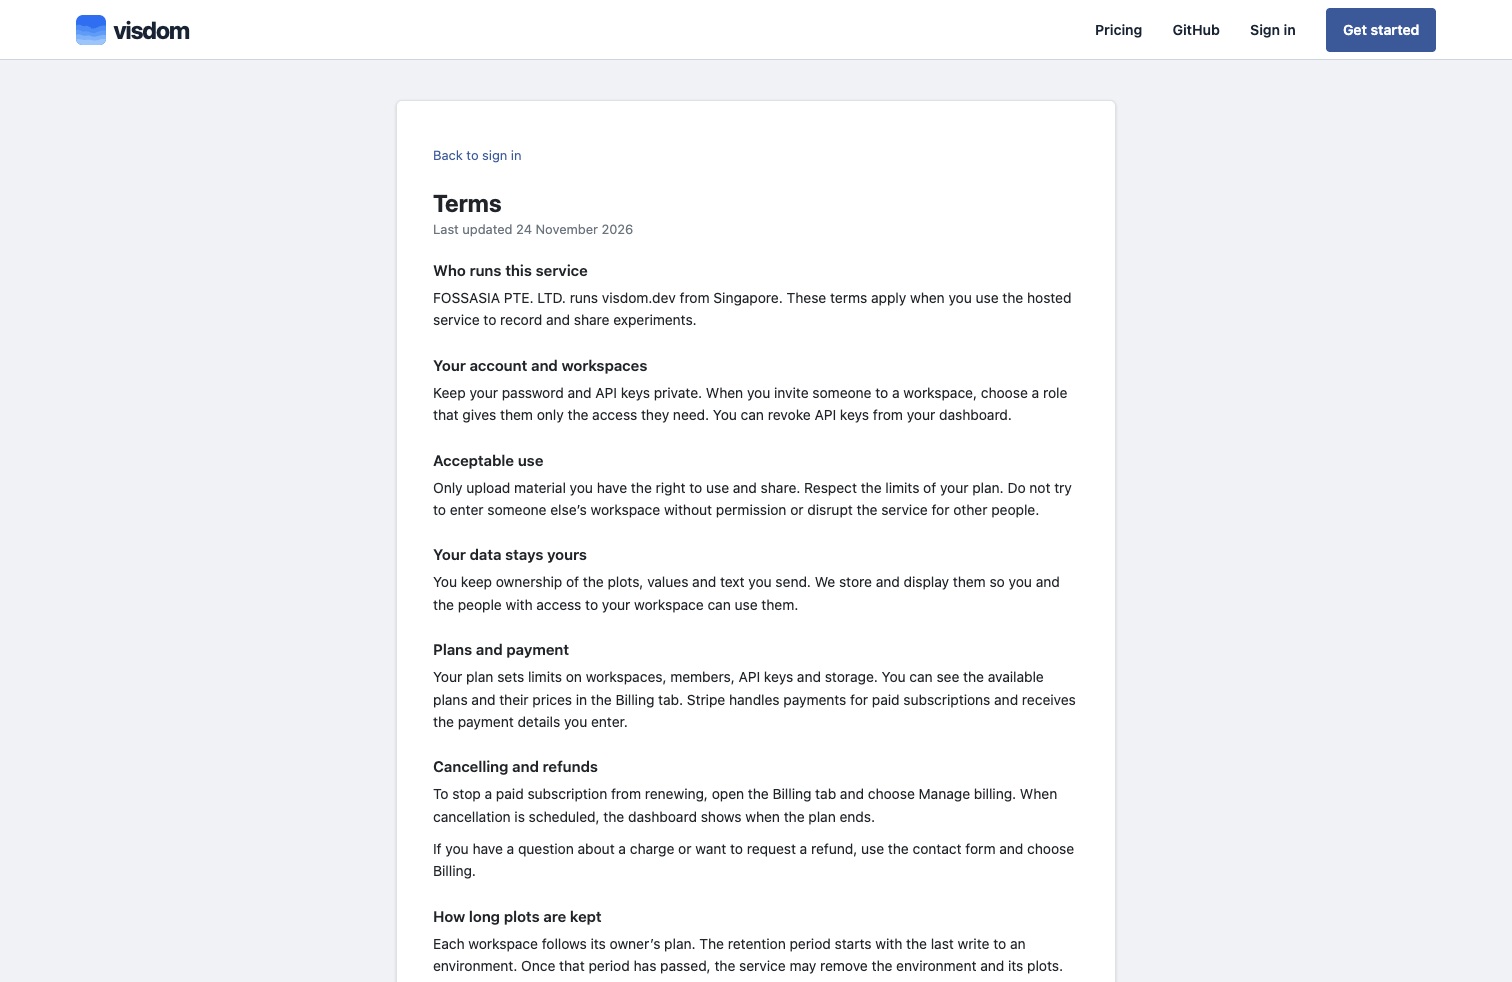 visdom
Pricing
GitHub
Sign in
Get started
Back to sign in
Terms
Last updated 24 November 2026
Who runs this service
FOSSASIA PTE. LTD. runs visdom.dev from Singapore. These terms apply when you use the hosted
service to record and share experiments.
Your account and workspaces
Keep your password and API keys private. When you invite someone to a workspace, choose a role
that gives them only the access they need. You can revoke API keys from your dashboard.
Acceptable use
Only upload material you have the right to use and share. Respect the limits of your plan. Do not try
to enter someone else’s workspace without permission or disrupt the service for other people.
Your data stays yours
You keep ownership of the plots, values and text you send. We store and display them so you and
the people with access to your workspace can use them.
Plans and payment
Your plan sets limits on workspaces, members, API keys and storage. You can see the available
plans and their prices in the Billing tab. Stripe handles payments for paid subscriptions and receives
the payment details you enter.
Cancelling and refunds
To stop a paid subscription from renewing, open the Billing tab and choose Manage billing. When
cancellation is scheduled, the dashboard shows when the plan ends.
If you have a question about a charge or want to request a refund, use the contact form and choose
Billing.
How long plots are kept
Each workspace follows its owner’s plan. The retention period starts with the last write to an
environment. Once that period has passed, the service may remove the environment and its plots.